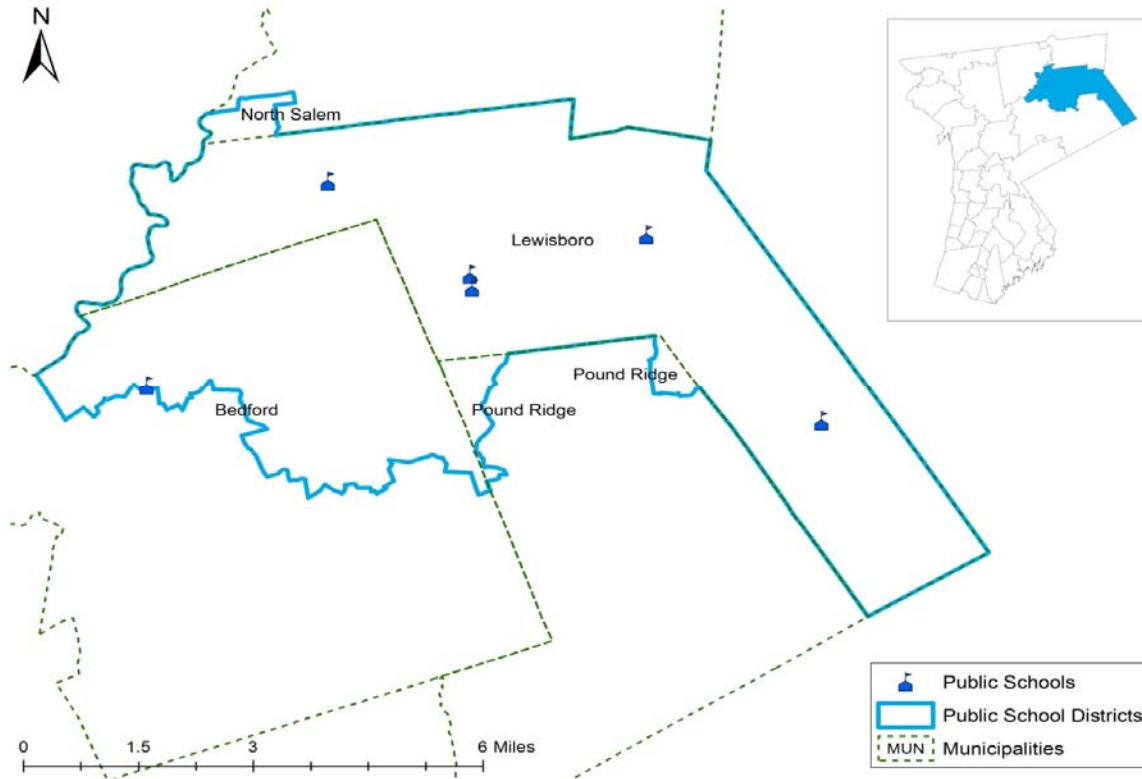 N
North Salem
Lewisboro
Pound Ridge
Bedford
Pound Ridge
Public Schools
Public School Districts
MUN Municipalities
0 1.5 3 6 Miles